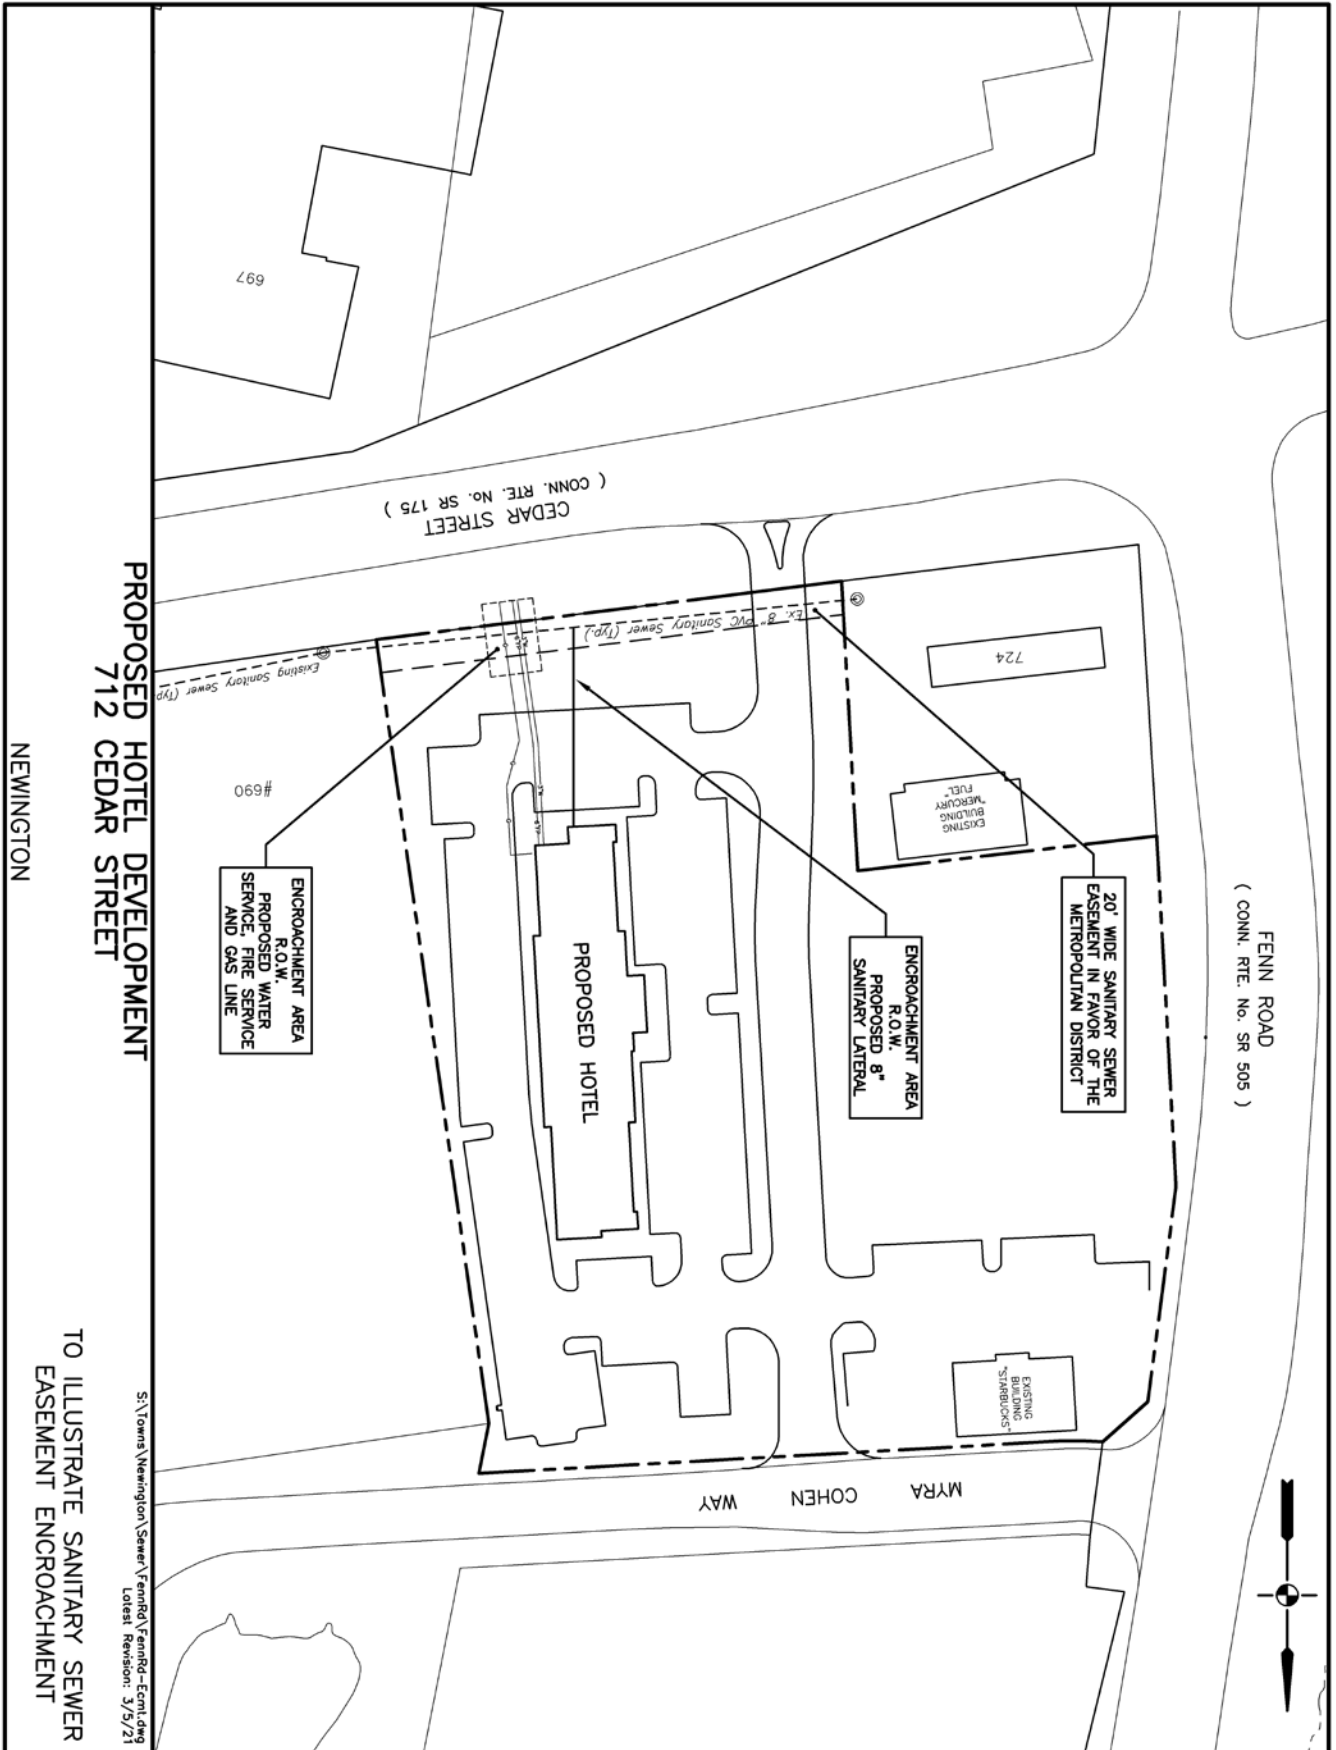 697
CEDAR STREET
( CONN. RTE. No. SR 175 )
FENN ROAD
( CONN. RTE. No. SR 505 )
724
EXISTING
BUILDING
"MERCURY
FUEL"
20' WIDE SANITARY SEWER
EASEMENT IN FAVOR OF THE
METROPOLITAN DISTRICT
Ex. 8" PVC Sanitary Sewer (Typ.)
Existing Sanitary Sewer (Typ
ENCROACHMENT AREA
R.O.W.
PROPOSED 8"
SANITARY LATERAL
#690
ENCROACHMENT AREA
R.O.W.
PROPOSED WATER
SERVICE, FIRE SERVICE
AND GAS LINE
PROPOSED HOTEL
EXISTING
BUILDING
"STARBUCKS"
MYRA COHEN WAY
PROPOSED HOTEL DEVELOPMENT
712 CEDAR STREET
NEWINGTON
S:\Towns\Newington\Sewer\FennRd\FennRd-Ecmt.dwg
Latest Revision: 3/5/21
TO ILLUSTRATE SANITARY SEWER
EASEMENT ENCROACHMENT